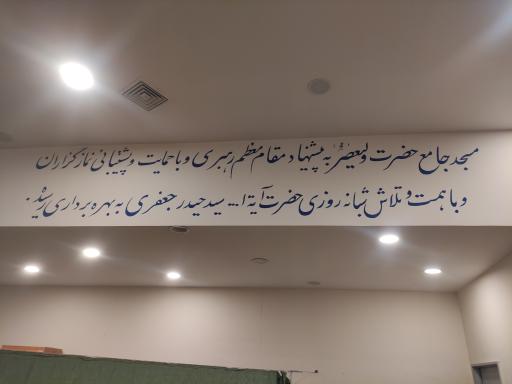 مسجد جامع حضرت ولیعصر به پیشنهاد مقام معظم رهبری و با حمایت و پشتیبانی نمازگزاران
و با همت و تلاش شبانه روزی حضرت آیة ا... سید حیدر جعفری به بهره برداری رسید.